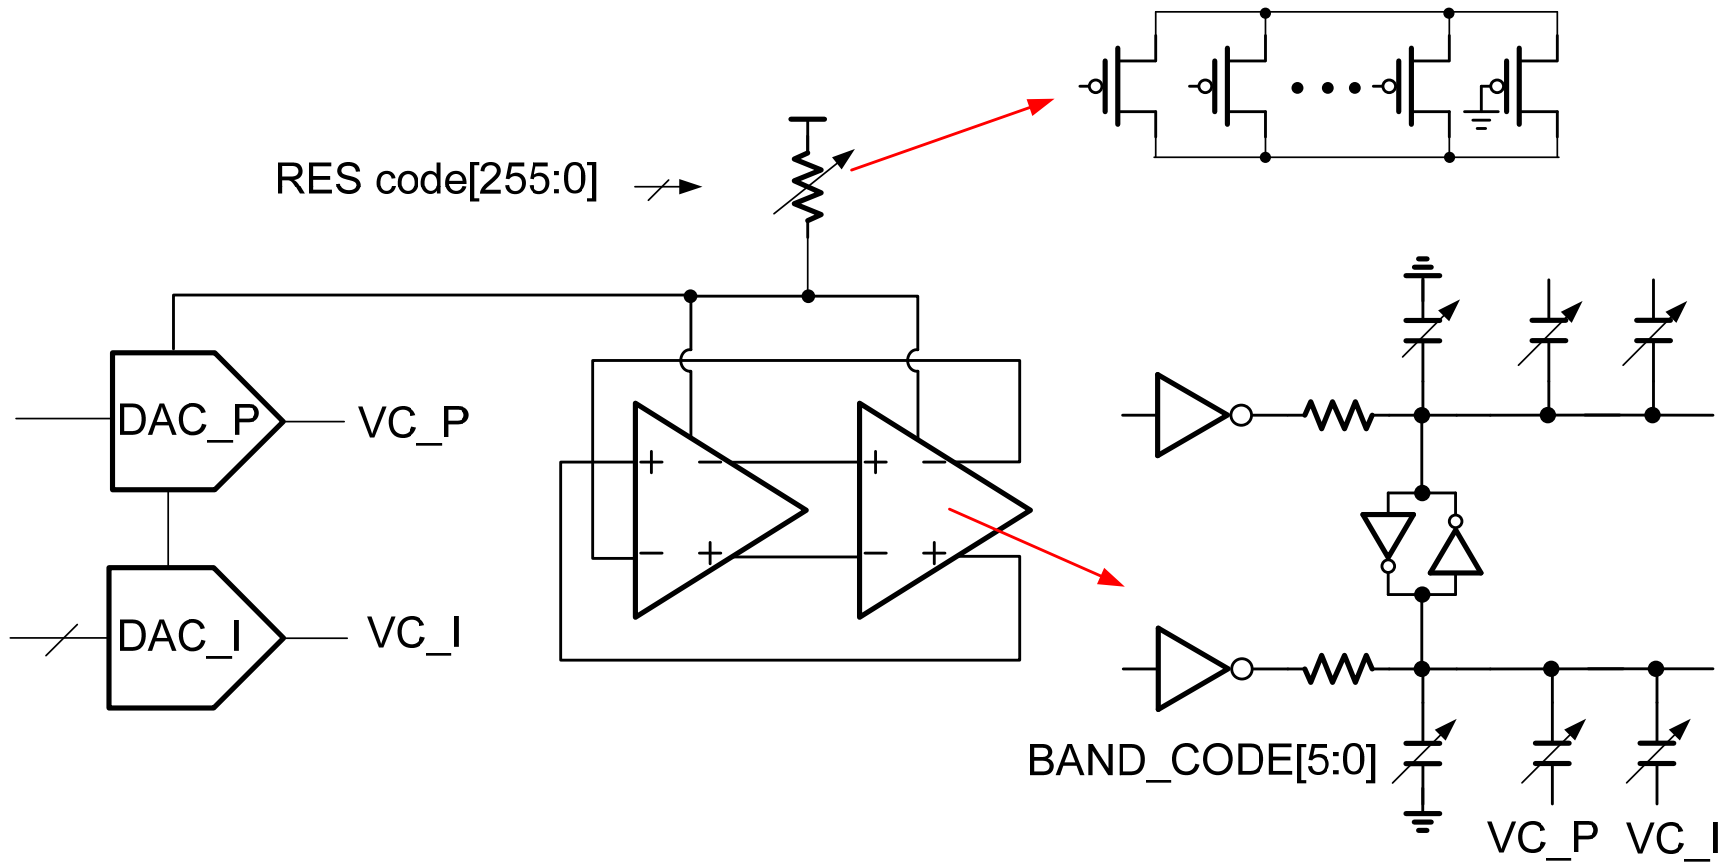 RES code[255:0]
DAC_P
VC_P
DAC_I
VC_I
+ − + −
− + − +
BAND_CODE[5:0]
VC_P VC_I